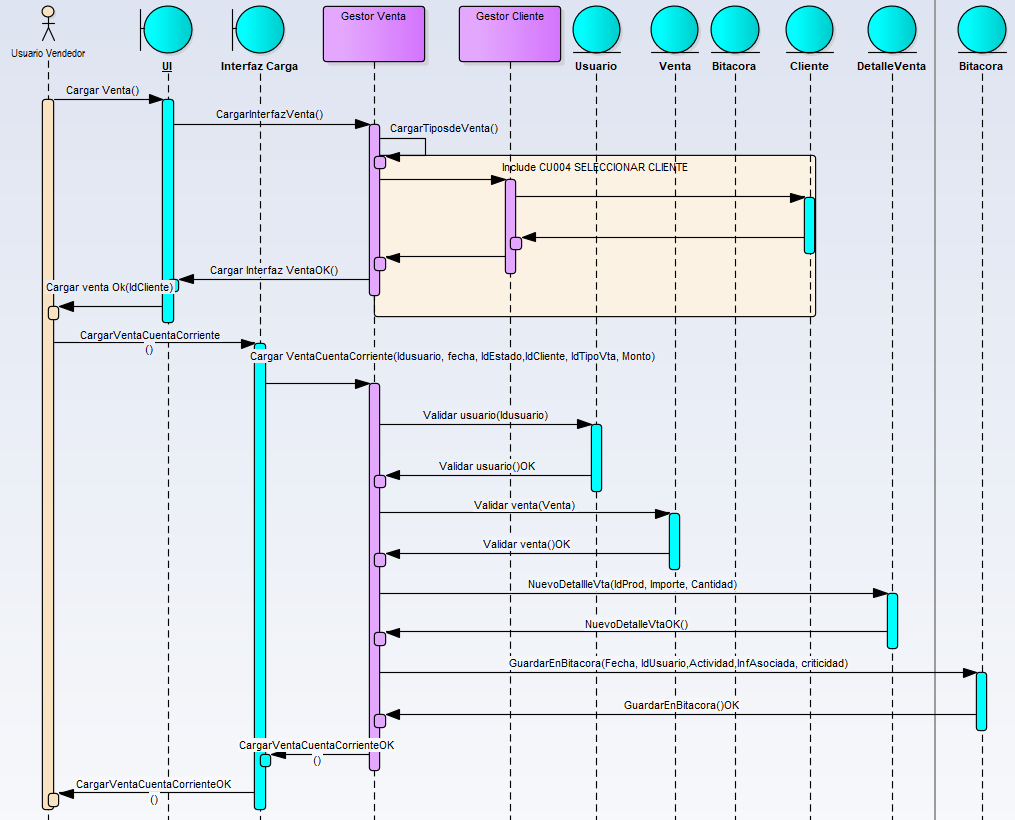 Gestor Venta
Gestor Cliente
Usuario Vendedor
UI
Interfaz Carga
Usuario
Venta
Bitacora
Cliente
DetalleVenta
Bitacora
Cargar Venta()
CargarInterfazVenta()
CargarTiposdeVenta()
Include CU004 SELECCIONAR CLIENTE
Cargar Interfaz VentaOK()
Cargar venta Ok(IdCliente)
CargarVentaCuentaCorriente
()
Cargar VentaCuentaCorriente(Idusuario, fecha, IdEstado,IdCliente, IdTipoVta, Monto)
Validar usuario(Idusuario)
Validar usuario()OK
Validar venta(Venta)
Validar venta()OK
NuevoDetallleVta(IdProd, Importe, Cantidad)
NuevoDetalleVtaOK()
GuardarEnBitacora(Fecha, IdUsuario,Actividad,InfAsociada, criticidad)
GuardarEnBitacora()OK
CargarVentaCuentaCorrienteOK
()
CargarVentaCuentaCorrienteOK
()